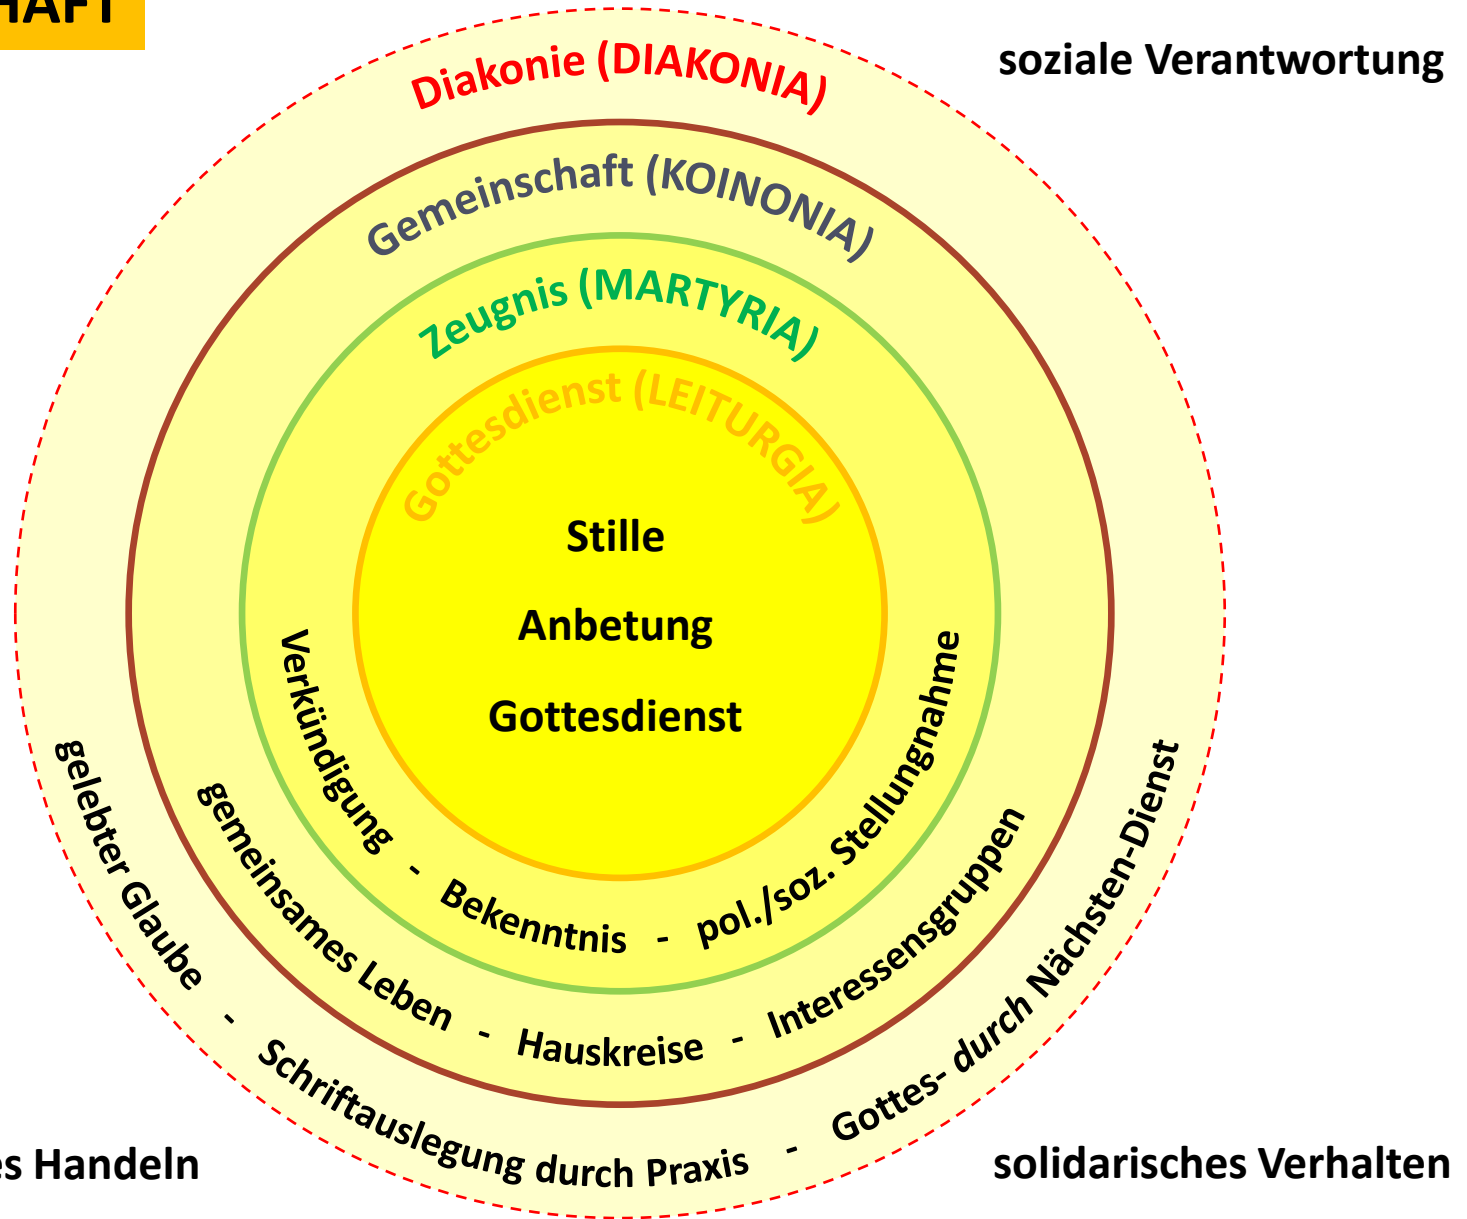 HAFT
soziale Verantwortung
Diakonie (DIAKONIA)
Gemeinschaft (KOINONIA)
Zeugnis (MARTYRIA)
Gottesdienst (LEITURGIA)
Stille
Anbetung
Gottesdienst
Verkündigung - Bekenntnis - pol./soz. Stellungnahme
gemeinsames Leben - Hauskreise - Interessensgruppen
gelebter Glaube - Schriftauslegung durch Praxis - Gottes- durch Nächsten-Dienst
es Handeln
solidarisches Verhalten